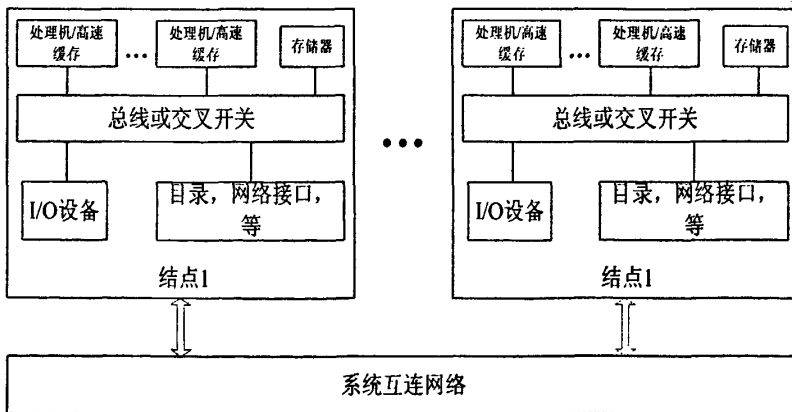 处理机/高速
缓存
...
处理机/高速
缓存
存储器
总线或交叉开关
I/O设备
目录，网络接口，
等
结点1
•••
处理机/高速
缓存
...
处理机/高速
缓存
存储器
总线或交叉开关
I/O设备
目录，网络接口，
等
结点1
系统互连网络